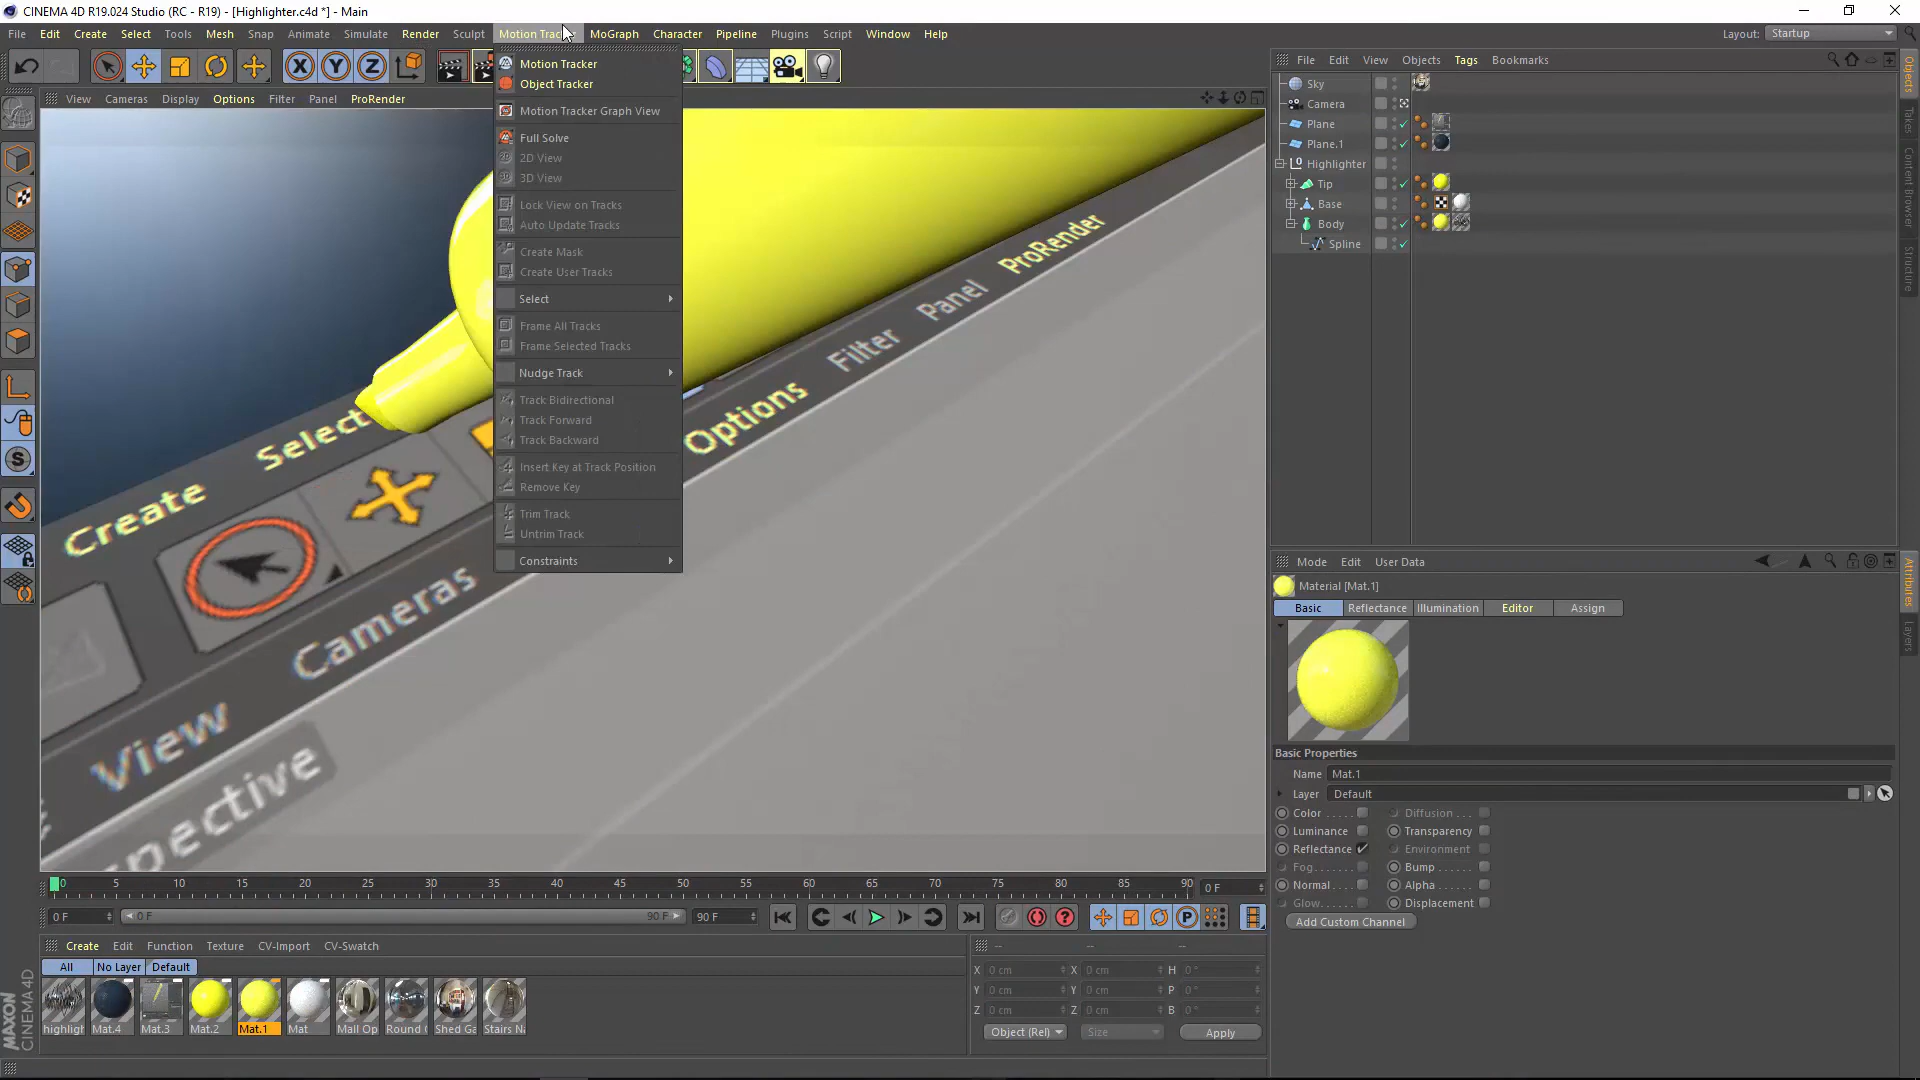 CINEMA 4D R19.024 Studio (RC - R19) - [Highlighter.c4d *] - Main
File Edit Create Select Tools Mesh Snap Animate Simulate Render Sculpt Motion Track MoGraph Character Pipeline Plugins Script Window Help
Layout: Startup
View Cameras Display Options Filter Panel ProRender
Motion Tracker
Object Tracker
Motion Tracker Graph View
Full Solve
2D View
3D View
Lock View on Tracks
Auto Update Tracks
Create Mask
Create User Tracks
Select
Frame All Tracks
Frame Selected Tracks
Nudge Track
Track Bidirectional
Track Forward
Track Backward
Insert Key at Track Position
Remove Key
Trim Track
Untrim Track
Constraints
Create Select
View Cameras Options Filter Panel ProRender
spective
File Edit View Objects Tags Bookmarks
Sky
Camera
Plane
Plane.1
Highlighter
Tip
Base
Body
Spline
Objects
Takes
Content Browser
Structure
Mode Edit User Data
Material [Mat.1]
Basic Reflectance Illumination Editor Assign
Basic Properties
Name Mat.1
Layer Default
Color Diffusion
Luminance Transparency
Reflectance Environment
Fog Bump
Normal Alpha
Glow Displacement
Add Custom Channel
Attributes
Layers
0 5 10 15 20 25 30 35 40 45 50 55 60 65 70 75 80 85 90 0 F
0 F 0 F 90 F 90 F
Create Edit Function Texture CV-Import CV-Swatch
All No Layer Default
highligh Mat.4 Mat.3 Mat.2 Mat.1 Mat Mall Op Round Shed Ga Stairs Na
-- -- --
X 0 cm X 0 cm H 0°
Y 0 cm Y 0 cm P 0°
Z 0 cm Z 0 cm B 0°
Object (Rel) Size Apply
MAXON
CINEMA 4D